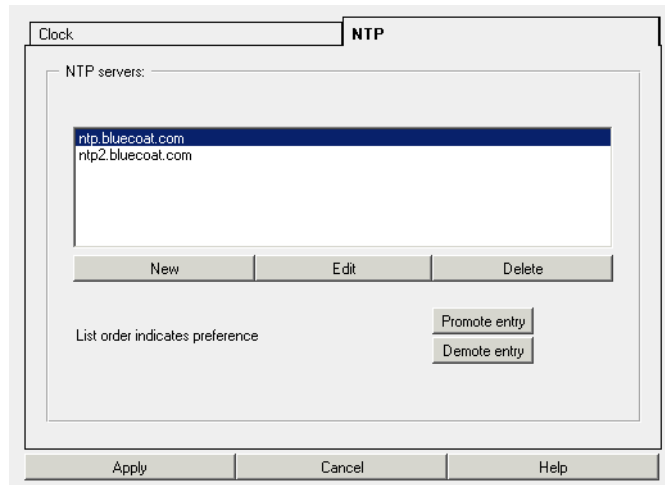 Clock
NTP
NTP servers:
ntp.bluecoat.com
ntp2.bluecoat.com
New
Edit
Delete
List order indicates preference
Promote entry
Demote entry
Apply
Cancel
Help